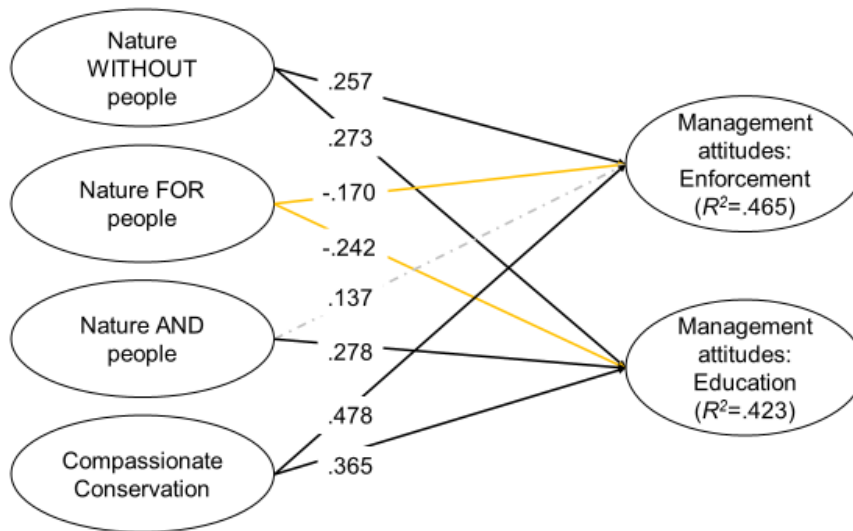 Nature
WITHOUT
people
.257
.273
Nature FOR
people
-.170
-.242
Nature AND
people
.137
.278
Compassionate
Conservation
.478
.365
Management
attitudes:
Enforcement
(R²=.465)
Management
attitudes:
Education
(R²=.423)